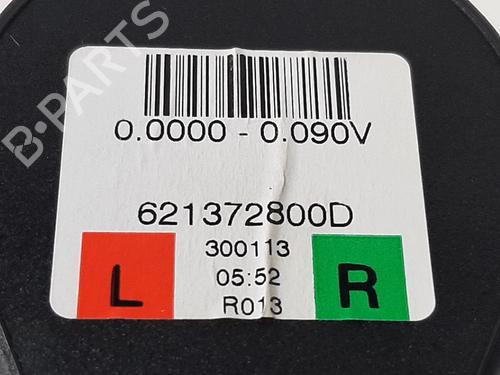 B-PARTS
0.0000 - 0.090V
621372800D
300113
05:52
R013
L
R